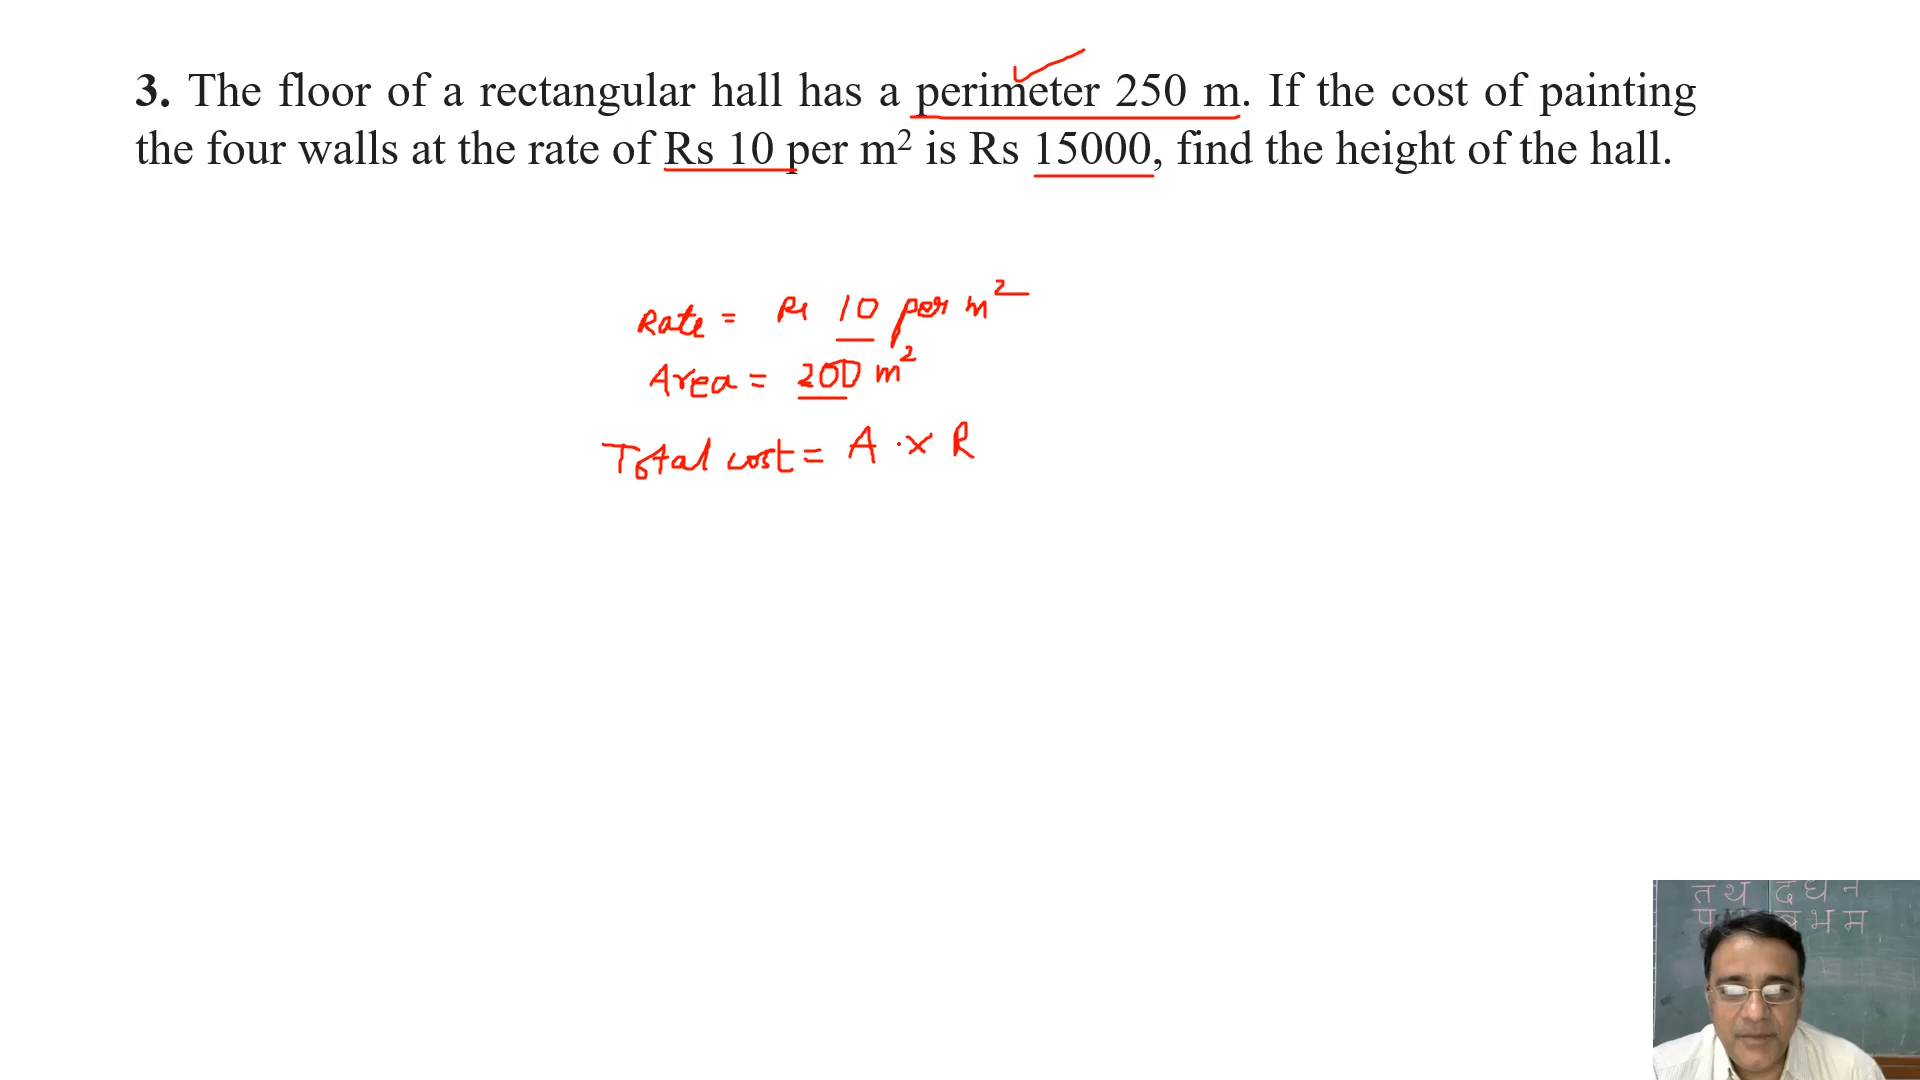 3. The floor of a rectangular hall has a perimeter 250 m. If the cost of painting
the four walls at the rate of Rs 10 per m² is Rs 15000, find the height of the hall.
Rate = Rs 10 per m²
Area = 200 m²
Total cost = A × R
त थ द ध न
प ब भ म